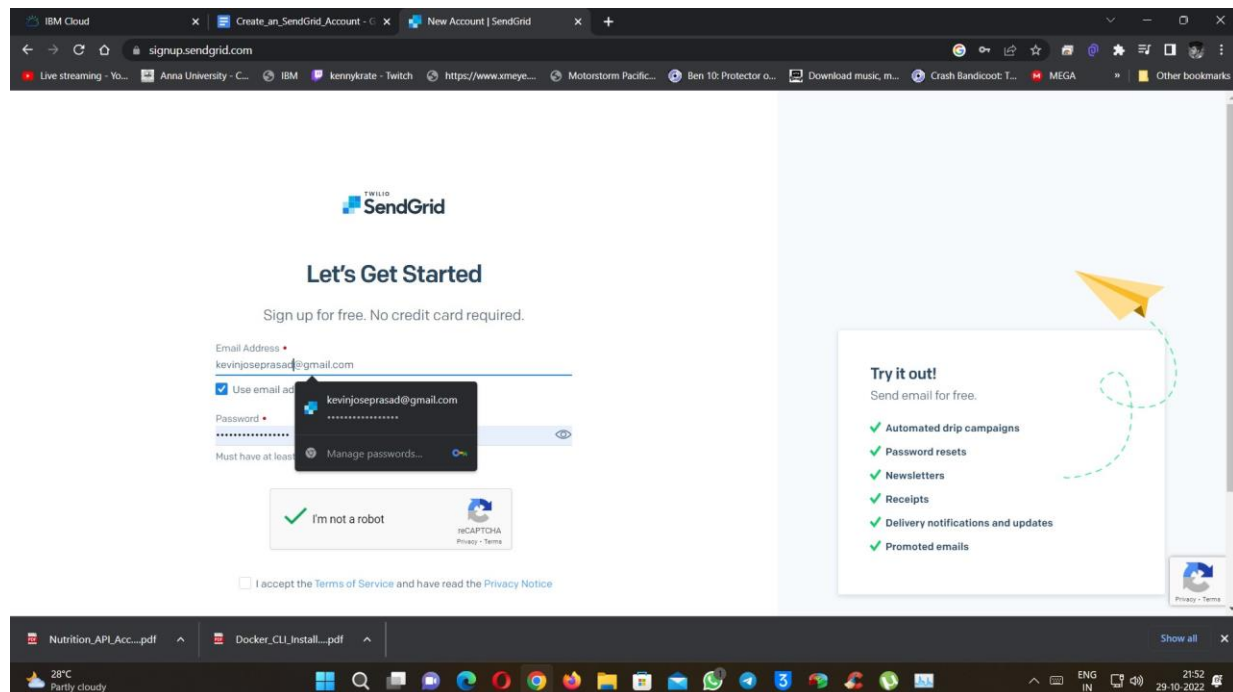 IBM Cloud
Create_an_SendGrid_Account - G
New Account | SendGrid
signup.sendgrid.com
Live streaming - Yo...
Anna University - C...
IBM
kennykrate - Twitch
https://www.xmeye....
Motorstorm Pacific...
Ben 10: Protector o...
Download music, m...
Crash Bandicoot: T...
MEGA
»
Other bookmarks
TWILIO
SendGrid
Let's Get Started
Sign up for free. No credit card required.
Email Address •
kevinjoseprasad@gmail.com
Use email ad
kevinjoseprasad@gmail.com
•••••••••••••••••
Password •
•••••••••••••••••
Manage passwords...
Must have at least
I'm not a robot
reCAPTCHA
Privacy - Terms
I accept the Terms of Service and have read the Privacy Notice
Try it out!
Send email for free.
Automated drip campaigns
Password resets
Newsletters
Receipts
Delivery notifications and updates
Promoted emails
Privacy - Terms
Nutrition_API_Acc....pdf
Docker_CLI_Install....pdf
Show all
28°C
Partly cloudy
ENG
IN
21:52
29-10-2022